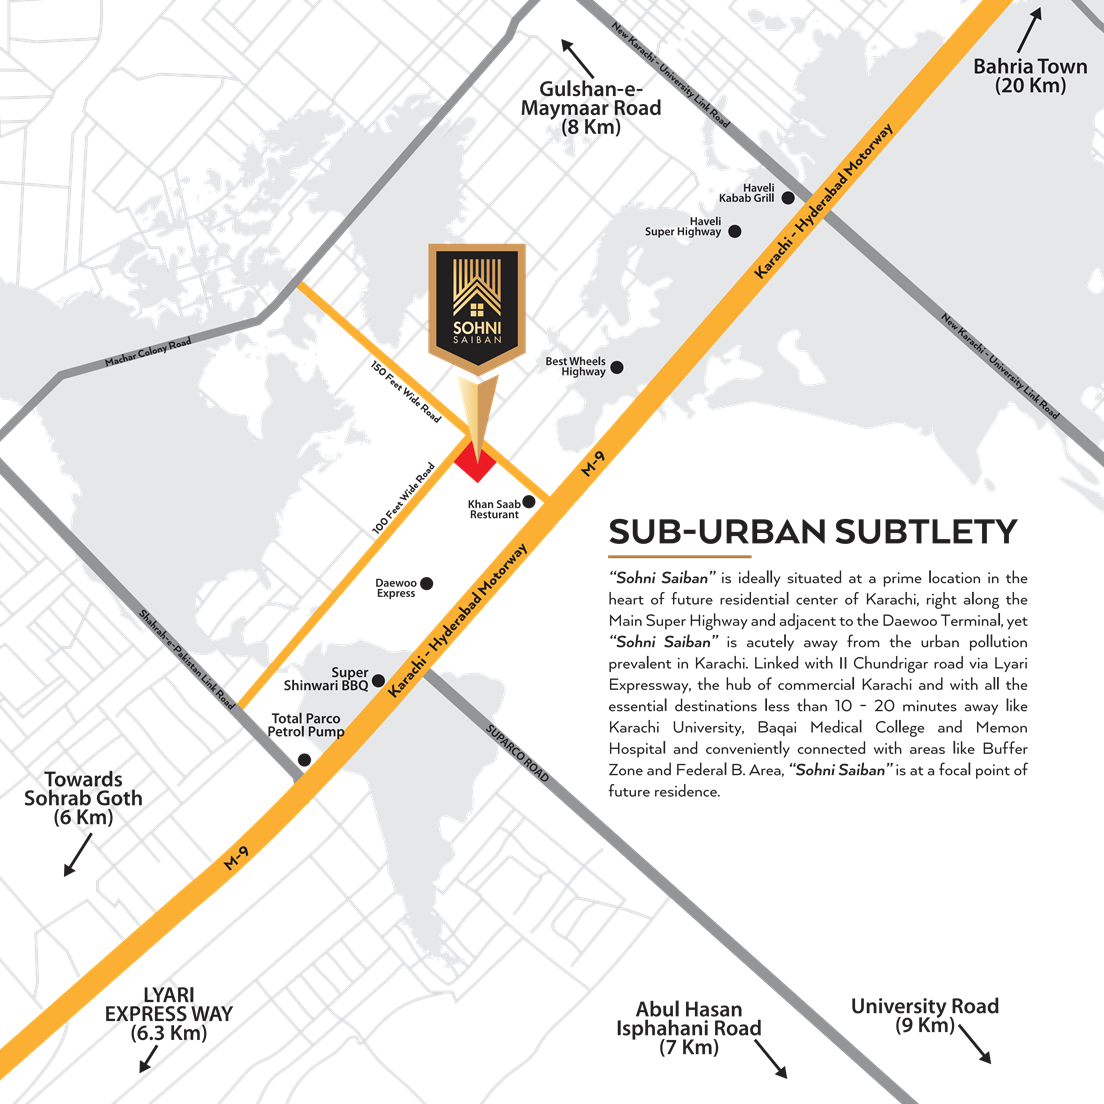 New Karachi - University Link Road
Bahria Town
(20 Km)
Gulshan-e-
Maymaar Road
(8 Km)
Karachi - Hyderabad Motorway
Haveli
Kabab Grill
Haveli
Super Highway
SOHNI
SAIBAN
New Karachi - University Link Road
Machar Colony Road
150 Feet Wide Road
Best Wheels
Highway
M-9
100 Feet Wide Road
Khan Saab
Resturant
SUB-URBAN SUBTLETY
“Sohni Saiban” is ideally situated at a prime location in the
heart of future residential center of Karachi, right along the
Main Super Highway and adjacent to the Daewoo Terminal, yet
“Sohni Saiban” is acutely away from the urban pollution
prevalent in Karachi. Linked with II Chundrigar road via Lyari
Expressway, the hub of commercial Karachi and with all the
essential destinations less than 10 - 20 minutes away like
Karachi University, Baqai Medical College and Memon
Hospital and conveniently connected with areas like Buffer
Zone and Federal B. Area, “Sohni Saiban” is at a focal point of
future residence.
Daewoo
Express
Karachi - Hyderabad Motorway
Shahrah-e-Pakistan Link Road
Super
Shinwari BBQ
Total Parco
Petrol Pump
SUPARCO ROAD
Towards
Sohrab Goth
(6 Km)
M-9
LYARI
EXPRESS WAY
(6.3 Km)
Abul Hasan
Isphahani Road
(7 Km)
University Road
(9 Km)